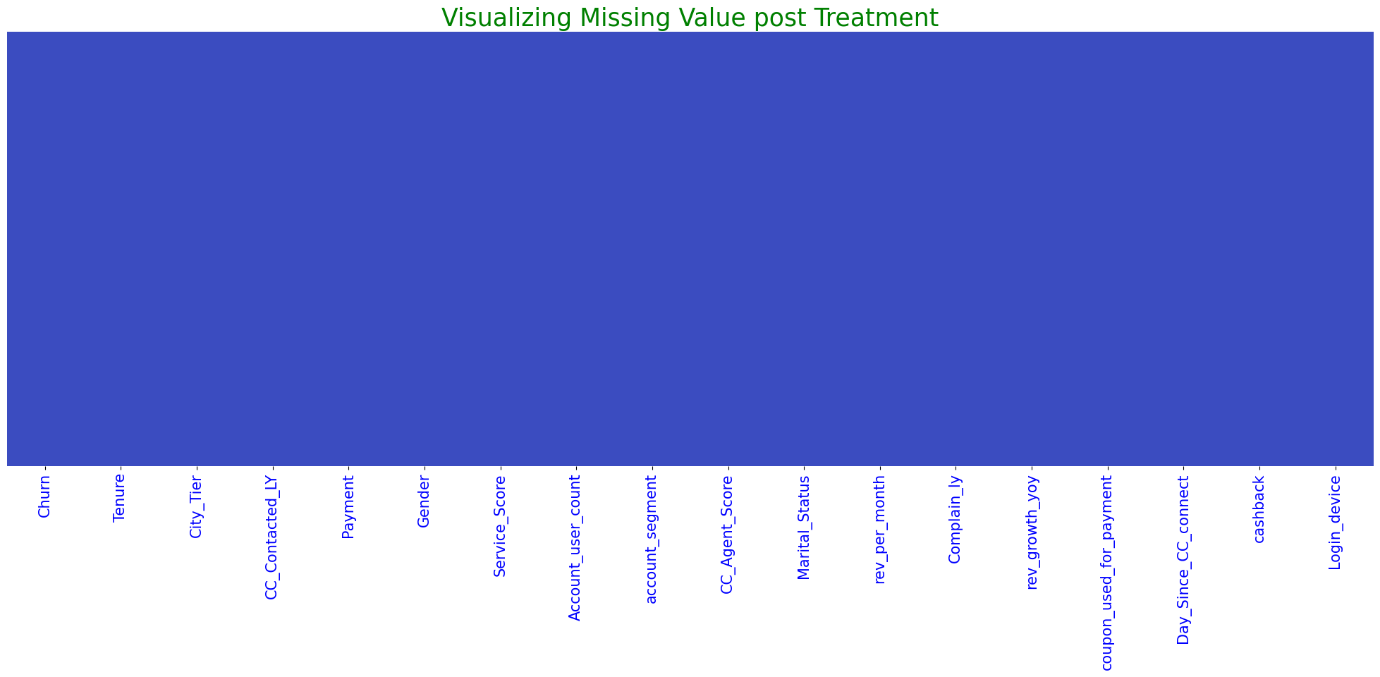 Visualizing Missing Value post Treatment
Churn
Tenure
City_Tier
CC_Contacted_LY
Payment
Gender
Service_Score
Account_user_count
account_segment
CC_Agent_Score
Marital_Status
rev_per_month
Complain_ly
rev_growth_yoy
coupon_used_for_payment
Day_Since_CC_connect
cashback
Login_device